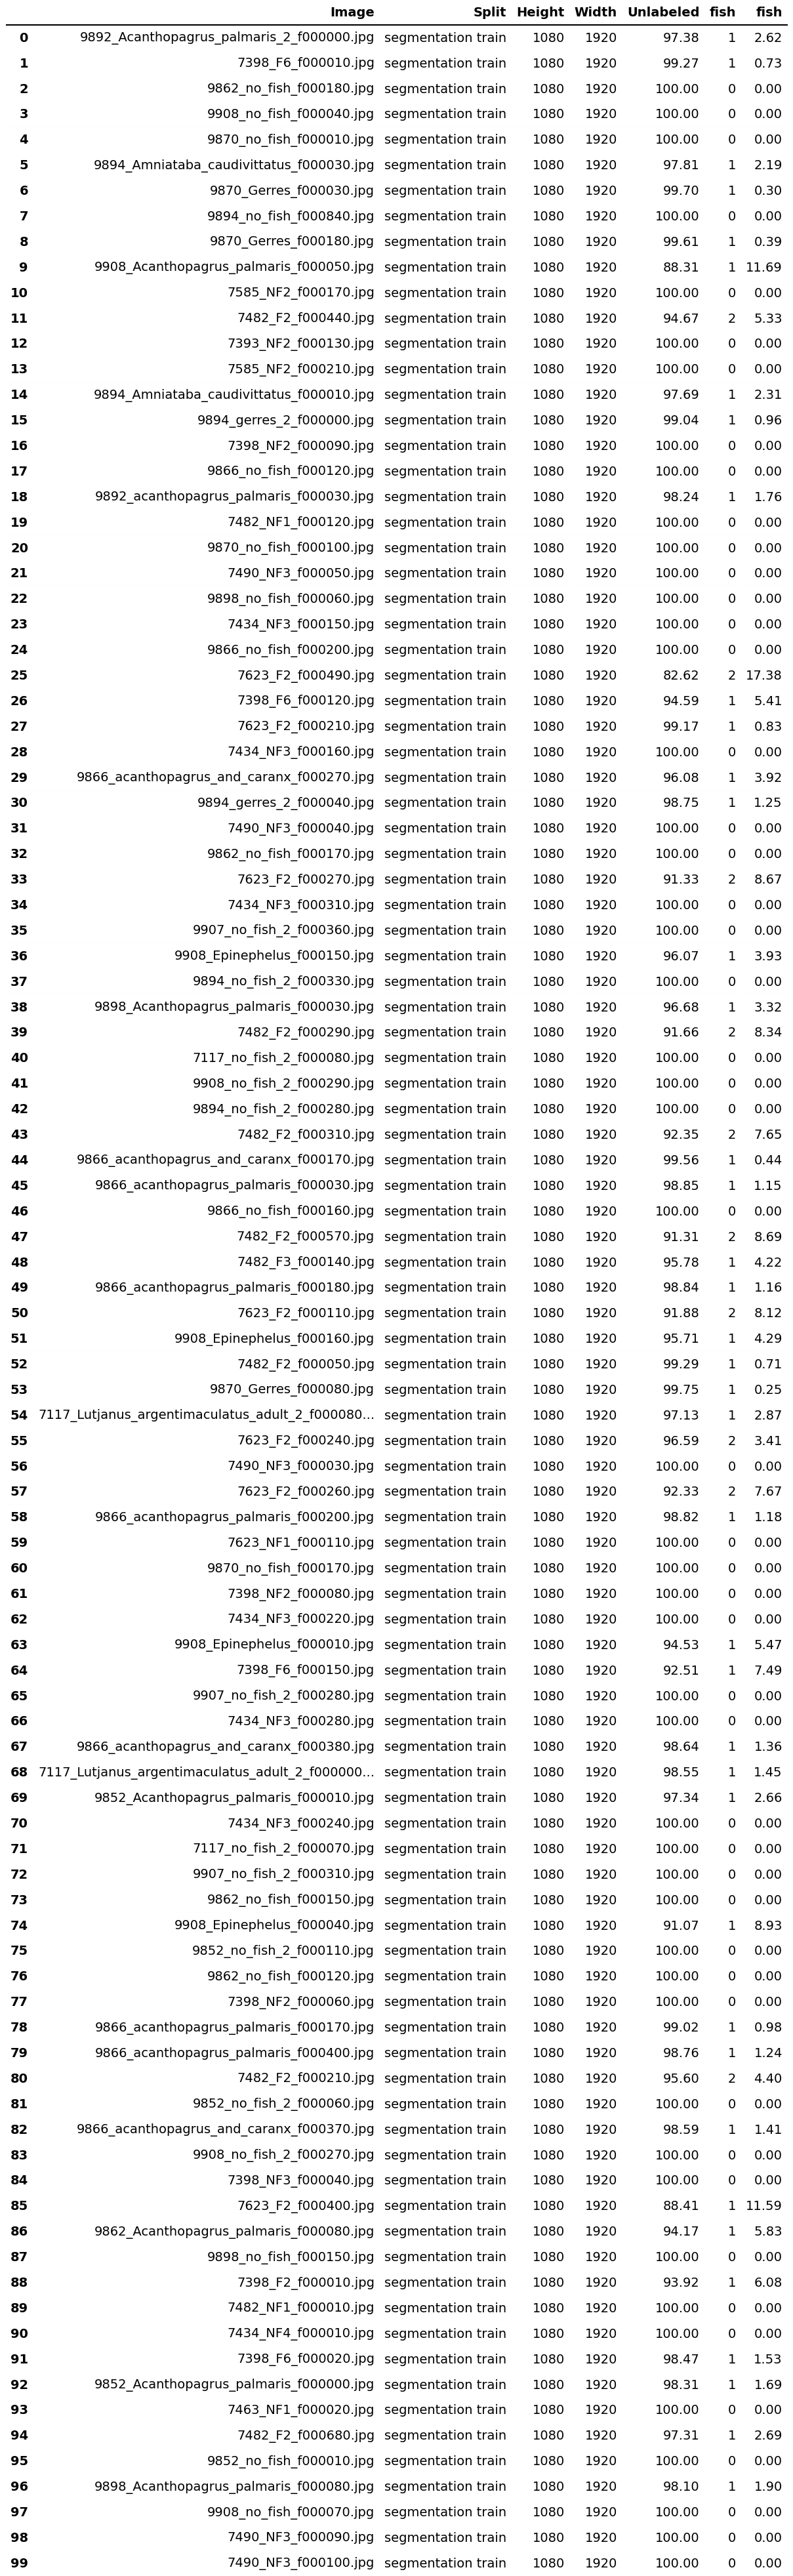 Image Split Height Width Unlabeled fish fish
0 9892_Acanthopagrus_palmaris_2_f000000.jpg segmentation train 1080 1920 97.38 1 2.62
1 7398_F6_f000010.jpg segmentation train 1080 1920 99.27 1 0.73
2 9862_no_fish_f000180.jpg segmentation train 1080 1920 100.00 0 0.00
3 9908_no_fish_f000040.jpg segmentation train 1080 1920 100.00 0 0.00
4 9870_no_fish_f000010.jpg segmentation train 1080 1920 100.00 0 0.00
5 9894_Amniataba_caudivittatus_f000030.jpg segmentation train 1080 1920 97.81 1 2.19
6 9870_Gerres_f000030.jpg segmentation train 1080 1920 99.70 1 0.30
7 9894_no_fish_f000840.jpg segmentation train 1080 1920 100.00 0 0.00
8 9870_Gerres_f000180.jpg segmentation train 1080 1920 99.61 1 0.39
9 9908_Acanthopagrus_palmaris_f000050.jpg segmentation train 1080 1920 88.31 1 11.69
10 7585_NF2_f000170.jpg segmentation train 1080 1920 100.00 0 0.00
11 7482_F2_f000440.jpg segmentation train 1080 1920 94.67 2 5.33
12 7393_NF2_f000130.jpg segmentation train 1080 1920 100.00 0 0.00
13 7585_NF2_f000210.jpg segmentation train 1080 1920 100.00 0 0.00
14 9894_Amniataba_caudivittatus_f000010.jpg segmentation train 1080 1920 97.69 1 2.31
15 9894_gerres_2_f000000.jpg segmentation train 1080 1920 99.04 1 0.96
16 7398_NF2_f000090.jpg segmentation train 1080 1920 100.00 0 0.00
17 9866_no_fish_f000120.jpg segmentation train 1080 1920 100.00 0 0.00
18 9892_acanthopagrus_palmaris_f000030.jpg segmentation train 1080 1920 98.24 1 1.76
19 7482_NF1_f000120.jpg segmentation train 1080 1920 100.00 0 0.00
20 9870_no_fish_f000100.jpg segmentation train 1080 1920 100.00 0 0.00
21 7490_NF3_f000050.jpg segmentation train 1080 1920 100.00 0 0.00
22 9898_no_fish_f000060.jpg segmentation train 1080 1920 100.00 0 0.00
23 7434_NF3_f000150.jpg segmentation train 1080 1920 100.00 0 0.00
24 9866_no_fish_f000200.jpg segmentation train 1080 1920 100.00 0 0.00
25 7623_F2_f000490.jpg segmentation train 1080 1920 82.62 2 17.38
26 7398_F6_f000120.jpg segmentation train 1080 1920 94.59 1 5.41
27 7623_F2_f000210.jpg segmentation train 1080 1920 99.17 1 0.83
28 7434_NF3_f000160.jpg segmentation train 1080 1920 100.00 0 0.00
29 9866_acanthopagrus_and_caranx_f000270.jpg segmentation train 1080 1920 96.08 1 3.92
30 9894_gerres_2_f000040.jpg segmentation train 1080 1920 98.75 1 1.25
31 7490_NF3_f000040.jpg segmentation train 1080 1920 100.00 0 0.00
32 9862_no_fish_f000170.jpg segmentation train 1080 1920 100.00 0 0.00
33 7623_F2_f000270.jpg segmentation train 1080 1920 91.33 2 8.67
34 7434_NF3_f000310.jpg segmentation train 1080 1920 100.00 0 0.00
35 9907_no_fish_2_f000360.jpg segmentation train 1080 1920 100.00 0 0.00
36 9908_Epinephelus_f000150.jpg segmentation train 1080 1920 96.07 1 3.93
37 9894_no_fish_2_f000330.jpg segmentation train 1080 1920 100.00 0 0.00
38 9898_Acanthopagrus_palmaris_f000030.jpg segmentation train 1080 1920 96.68 1 3.32
39 7482_F2_f000290.jpg segmentation train 1080 1920 91.66 2 8.34
40 7117_no_fish_2_f000080.jpg segmentation train 1080 1920 100.00 0 0.00
41 9908_no_fish_2_f000290.jpg segmentation train 1080 1920 100.00 0 0.00
42 9894_no_fish_2_f000280.jpg segmentation train 1080 1920 100.00 0 0.00
43 7482_F2_f000310.jpg segmentation train 1080 1920 92.35 2 7.65
44 9866_acanthopagrus_and_caranx_f000170.jpg segmentation train 1080 1920 99.56 1 0.44
45 9866_acanthopagrus_palmaris_f000030.jpg segmentation train 1080 1920 98.85 1 1.15
46 9866_no_fish_f000160.jpg segmentation train 1080 1920 100.00 0 0.00
47 7482_F2_f000570.jpg segmentation train 1080 1920 91.31 2 8.69
48 7482_F3_f000140.jpg segmentation train 1080 1920 95.78 1 4.22
49 9866_acanthopagrus_palmaris_f000180.jpg segmentation train 1080 1920 98.84 1 1.16
50 7623_F2_f000110.jpg segmentation train 1080 1920 91.88 2 8.12
51 9908_Epinephelus_f000160.jpg segmentation train 1080 1920 95.71 1 4.29
52 7482_F2_f000050.jpg segmentation train 1080 1920 99.29 1 0.71
53 9870_Gerres_f000080.jpg segmentation train 1080 1920 99.75 1 0.25
54 7117_Lutjanus_argentimaculatus_adult_2_f000080... segmentation train 1080 1920 97.13 1 2.87
55 7623_F2_f000240.jpg segmentation train 1080 1920 96.59 2 3.41
56 7490_NF3_f000030.jpg segmentation train 1080 1920 100.00 0 0.00
57 7623_F2_f000260.jpg segmentation train 1080 1920 92.33 2 7.67
58 9866_acanthopagrus_palmaris_f000200.jpg segmentation train 1080 1920 98.82 1 1.18
59 7623_NF1_f000110.jpg segmentation train 1080 1920 100.00 0 0.00
60 9870_no_fish_f000170.jpg segmentation train 1080 1920 100.00 0 0.00
61 7398_NF2_f000080.jpg segmentation train 1080 1920 100.00 0 0.00
62 7434_NF3_f000220.jpg segmentation train 1080 1920 100.00 0 0.00
63 9908_Epinephelus_f000010.jpg segmentation train 1080 1920 94.53 1 5.47
64 7398_F6_f000150.jpg segmentation train 1080 1920 92.51 1 7.49
65 9907_no_fish_2_f000280.jpg segmentation train 1080 1920 100.00 0 0.00
66 7434_NF3_f000280.jpg segmentation train 1080 1920 100.00 0 0.00
67 9866_acanthopagrus_and_caranx_f000380.jpg segmentation train 1080 1920 98.64 1 1.36
68 7117_Lutjanus_argentimaculatus_adult_2_f000000... segmentation train 1080 1920 98.55 1 1.45
69 9852_Acanthopagrus_palmaris_f000010.jpg segmentation train 1080 1920 97.34 1 2.66
70 7434_NF3_f000240.jpg segmentation train 1080 1920 100.00 0 0.00
71 7117_no_fish_2_f000070.jpg segmentation train 1080 1920 100.00 0 0.00
72 9907_no_fish_2_f000310.jpg segmentation train 1080 1920 100.00 0 0.00
73 9862_no_fish_f000150.jpg segmentation train 1080 1920 100.00 0 0.00
74 9908_Epinephelus_f000040.jpg segmentation train 1080 1920 91.07 1 8.93
75 9852_no_fish_2_f000110.jpg segmentation train 1080 1920 100.00 0 0.00
76 9862_no_fish_f000120.jpg segmentation train 1080 1920 100.00 0 0.00
77 7398_NF2_f000060.jpg segmentation train 1080 1920 100.00 0 0.00
78 9866_acanthopagrus_palmaris_f000170.jpg segmentation train 1080 1920 99.02 1 0.98
79 9866_acanthopagrus_palmaris_f000400.jpg segmentation train 1080 1920 98.76 1 1.24
80 7482_F2_f000210.jpg segmentation train 1080 1920 95.60 2 4.40
81 9852_no_fish_2_f000060.jpg segmentation train 1080 1920 100.00 0 0.00
82 9866_acanthopagrus_and_caranx_f000370.jpg segmentation train 1080 1920 98.59 1 1.41
83 9908_no_fish_2_f000270.jpg segmentation train 1080 1920 100.00 0 0.00
84 7398_NF3_f000040.jpg segmentation train 1080 1920 100.00 0 0.00
85 7623_F2_f000400.jpg segmentation train 1080 1920 88.41 1 11.59
86 9862_Acanthopagrus_palmaris_f000080.jpg segmentation train 1080 1920 94.17 1 5.83
87 9898_no_fish_f000150.jpg segmentation train 1080 1920 100.00 0 0.00
88 7398_F2_f000010.jpg segmentation train 1080 1920 93.92 1 6.08
89 7482_NF1_f000010.jpg segmentation train 1080 1920 100.00 0 0.00
90 7434_NF4_f000010.jpg segmentation train 1080 1920 100.00 0 0.00
91 7398_F6_f000020.jpg segmentation train 1080 1920 98.47 1 1.53
92 9852_Acanthopagrus_palmaris_f000000.jpg segmentation train 1080 1920 98.31 1 1.69
93 7463_NF1_f000020.jpg segmentation train 1080 1920 100.00 0 0.00
94 7482_F2_f000680.jpg segmentation train 1080 1920 97.31 1 2.69
95 9852_no_fish_f000010.jpg segmentation train 1080 1920 100.00 0 0.00
96 9898_Acanthopagrus_palmaris_f000080.jpg segmentation train 1080 1920 98.10 1 1.90
97 9908_no_fish_f000070.jpg segmentation train 1080 1920 100.00 0 0.00
98 7490_NF3_f000090.jpg segmentation train 1080 1920 100.00 0 0.00
99 7490_NF3_f000100.jpg segmentation train 1080 1920 100.00 0 0.00